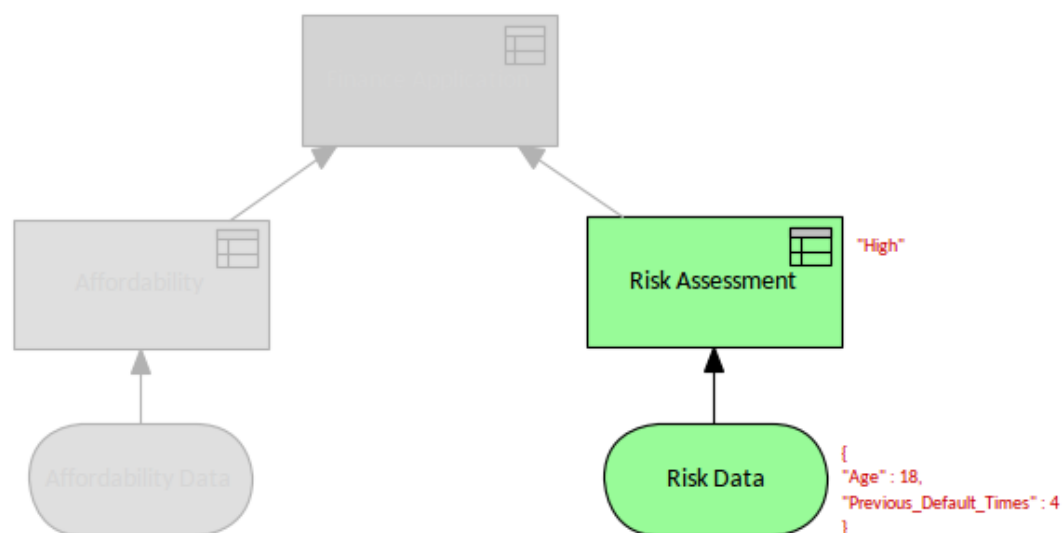 Affordability
Risk Assessment
"High"
Affordability Data
Risk Data
{
"Age" : 18,
"Previous_Default_Times" : 4
}